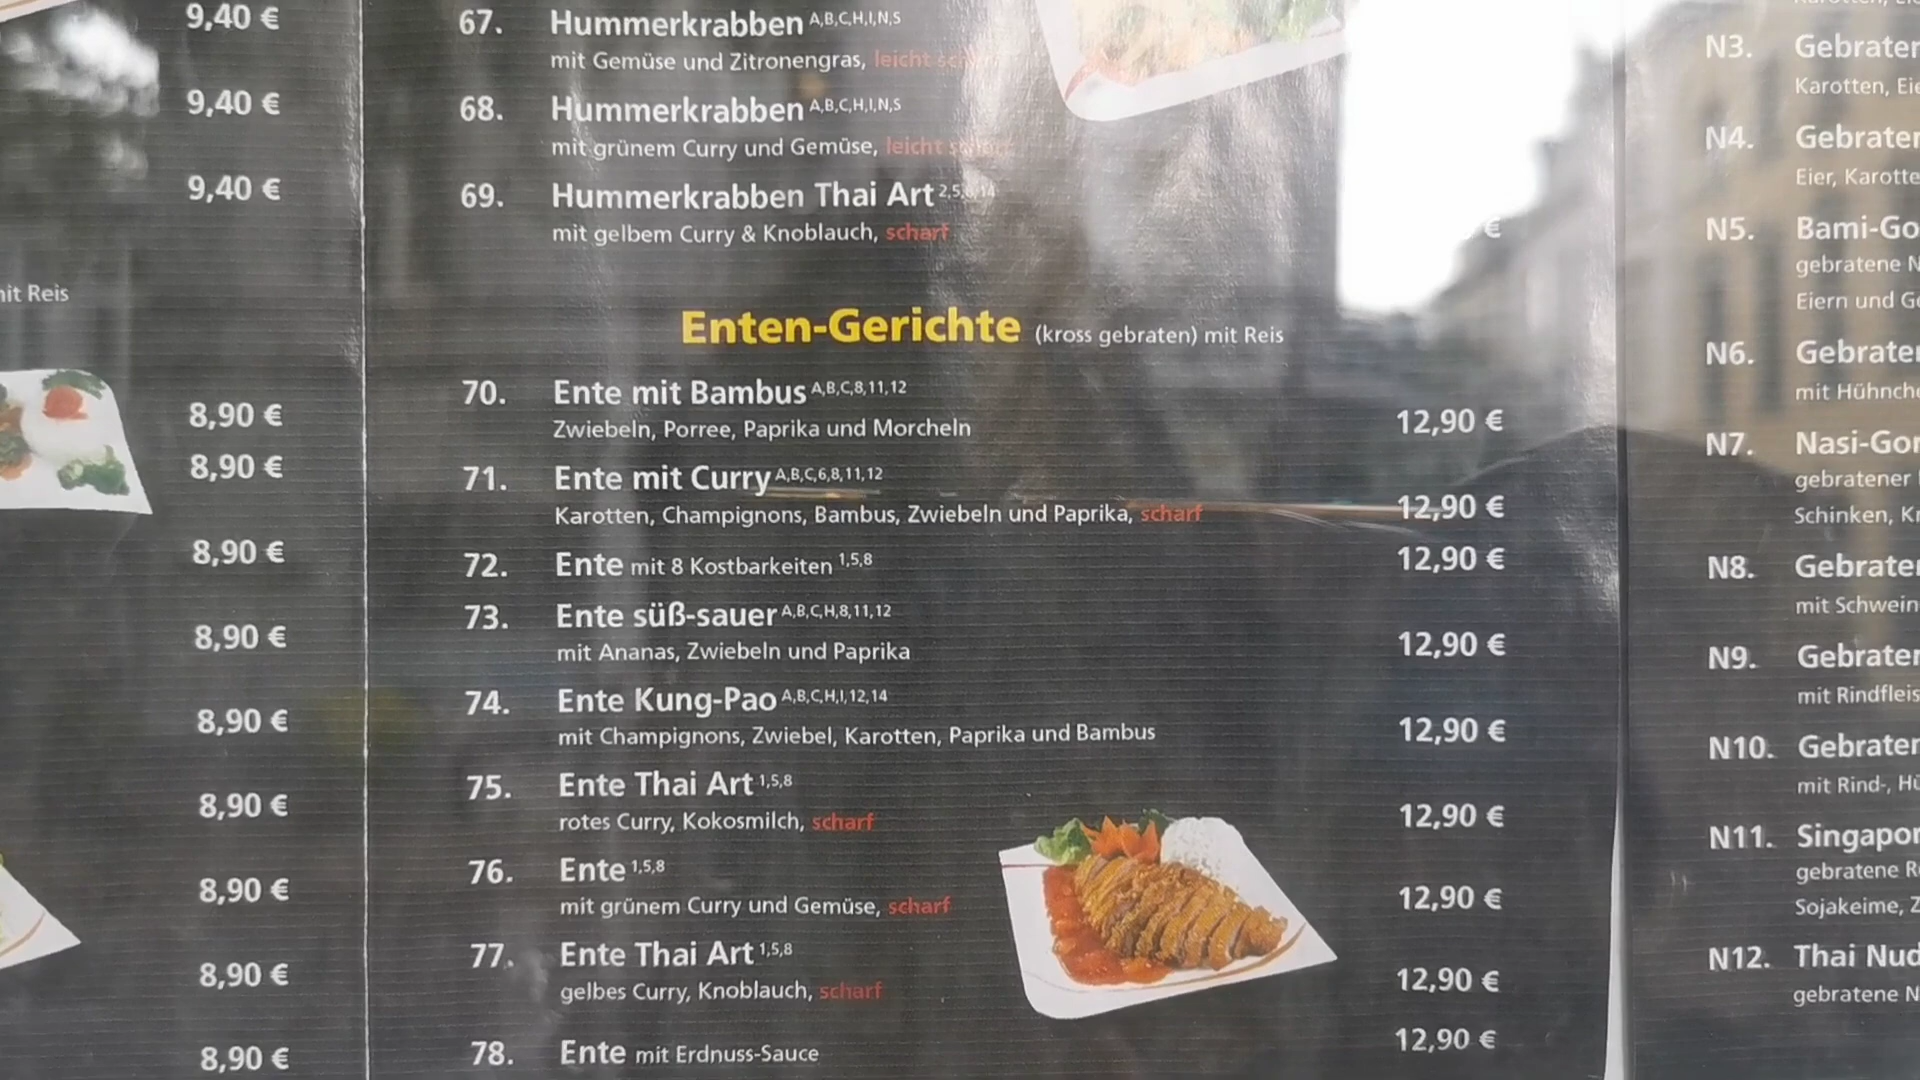 9,40 €
9,40 €
9,40 €
mit Reis
8,90 €
8,90 €
8,90 €
8,90 €
8,90 €
8,90 €
8,90 €
8,90 €
8,90 €
67. Hummerkrabben A,B,C,H,I,N,S
mit Gemüse und Zitronengras, leicht
68. Hummerkrabben A,B,C,H,I,N,S
mit grünem Curry und Gemüse, leicht
69. Hummerkrabben Thai Art
mit gelbem Curry & Knoblauch, scharf
€
Enten-Gerichte (kross gebraten) mit Reis
70. Ente mit Bambus A,B,C,8,11,12
Zwiebeln, Porree, Paprika und Morcheln 12,90 €
71. Ente mit Curry A,B,C,6,8,11,12
Karotten, Champignons, Bambus, Zwiebeln und Paprika, scharf 12,90 €
72. Ente mit 8 Kostbarkeiten 1,5,8 12,90 €
73. Ente süß-sauer A,B,C,H,8,11,12
mit Ananas, Zwiebeln und Paprika 12,90 €
74. Ente Kung-Pao A,B,C,H,I,12,14
mit Champignons, Zwiebel, Karotten, Paprika und Bambus 12,90 €
75. Ente Thai Art 1,5,8
rotes Curry, Kokosmilch, scharf 12,90 €
76. Ente 1,5,8
mit grünem Curry und Gemüse, scharf 12,90 €
77. Ente Thai Art 1,5,8
gelbes Curry, Knoblauch, scharf 12,90 €
78. Ente mit Erdnuss-Sauce 12,90 €
N3. Gebraten
Karotten, Eie
N4. Gebraten
Eier, Karotte
N5. Bami-Go
gebratene N
Eiern und Ge
N6. Gebraten
mit Hühnche
N7. Nasi-Gor
gebratener
Schinken, Kr
N8. Gebraten
mit Schwein
N9. Gebraten
mit Rindfleis
N10. Gebraten
mit Rind-, Hü
N11. Singapor
gebratene Re
Sojakeime, Z
N12. Thai Nud
gebratene N